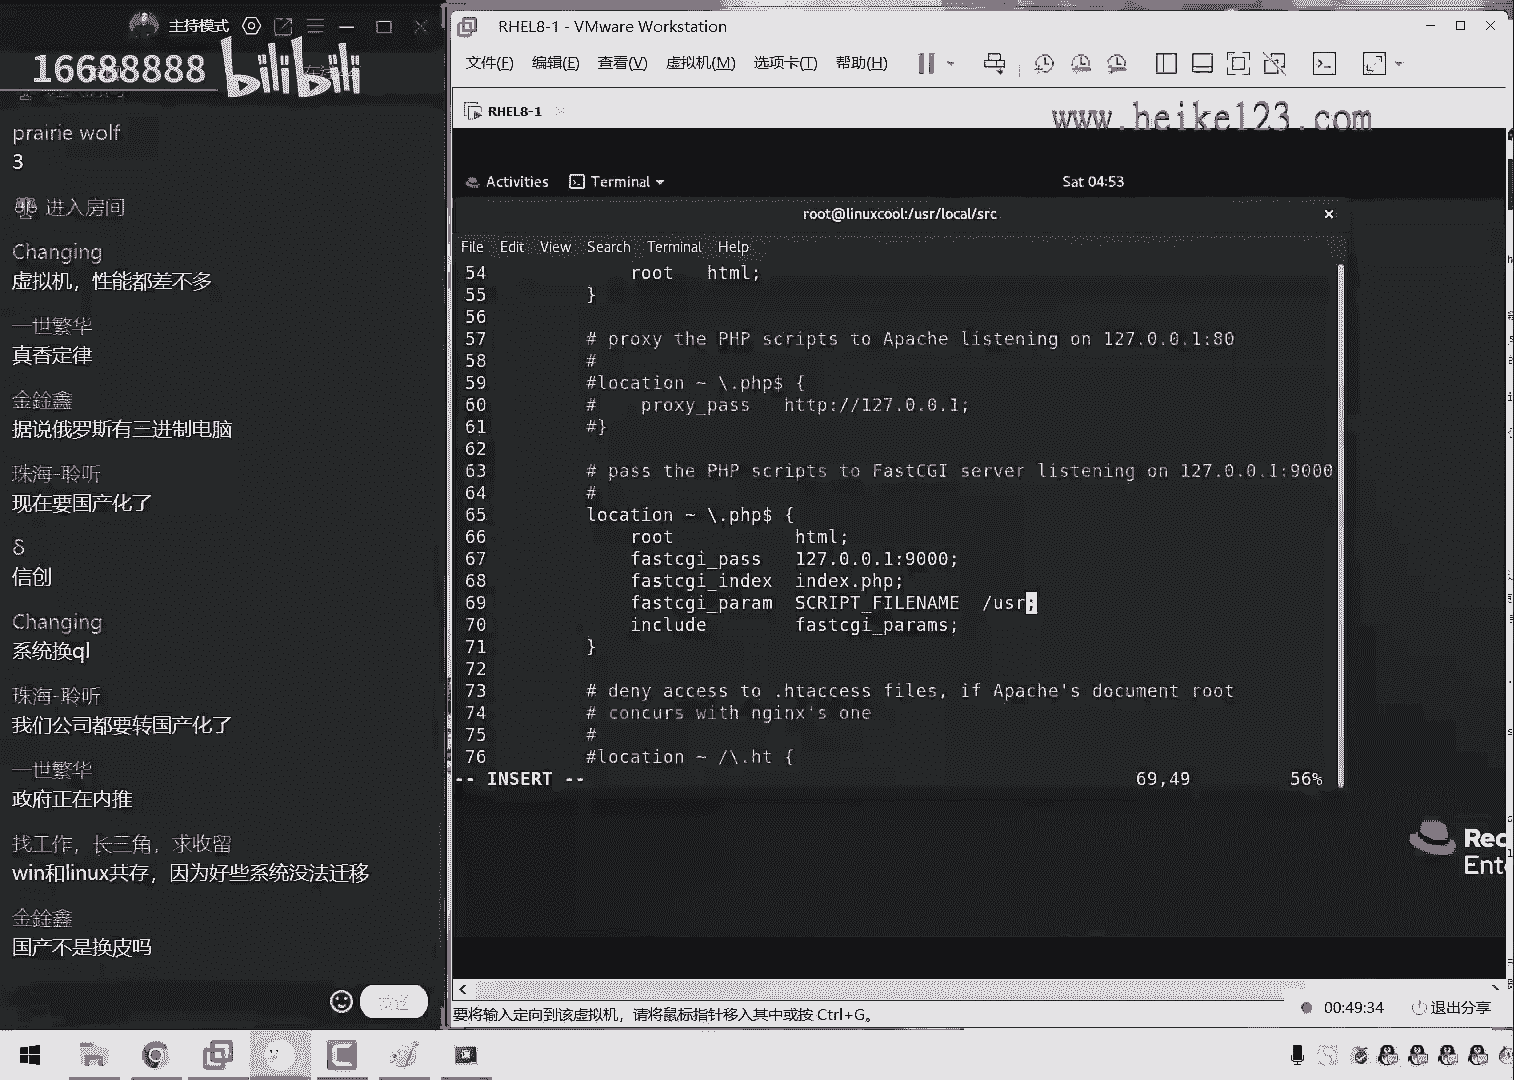 主持模式
16688888 bilibili
prairie wolf
3
进入房间
Changing
虚拟机，性能都差不多
一世繁华
真香定律
金銓鑫
据说俄罗斯有三进制电脑
珠海-聆听
现在要国产化了
δ
信创
Changing
系统换ql
珠海-聆听
我们公司都要转国产化了
一世繁华
政府正在内推
找工作，长三角，求收留
win和linux共存，因为好些系统没法迁移
金銓鑫
国产不是换皮吗
RHEL8-1 - VMware Workstation
文件(F) 编辑(E) 查看(V) 虚拟机(M) 选项卡(T) 帮助(H)
RHEL8-1
www.heike123.com
Activities Terminal Sat 04:53
root@linuxcool:/usr/local/src
File Edit View Search Terminal Help
54 root html;
55 }
56
57 # proxy the PHP scripts to Apache listening on 127.0.0.1:80
58 #
59 #location ~ \.php$ {
60 # proxy_pass http://127.0.0.1;
61 #}
62
63 # pass the PHP scripts to FastCGI server listening on 127.0.0.1:9000
64 #
65 location ~ \.php$ {
66 root html;
67 fastcgi_pass 127.0.0.1:9000;
68 fastcgi_index index.php;
69 fastcgi_param SCRIPT_FILENAME /usr;
70 include fastcgi_params;
71 }
72
73 # deny access to .htaccess files, if Apache's document root
74 # concurs with nginx's one
75 #
76 #location ~ /\.ht {
-- INSERT -- 69,49 56%
Red
Ente
要将输入定向到该虚拟机，请将鼠标指针移入其中或按 Ctrl+G。
00:49:34 退出分享